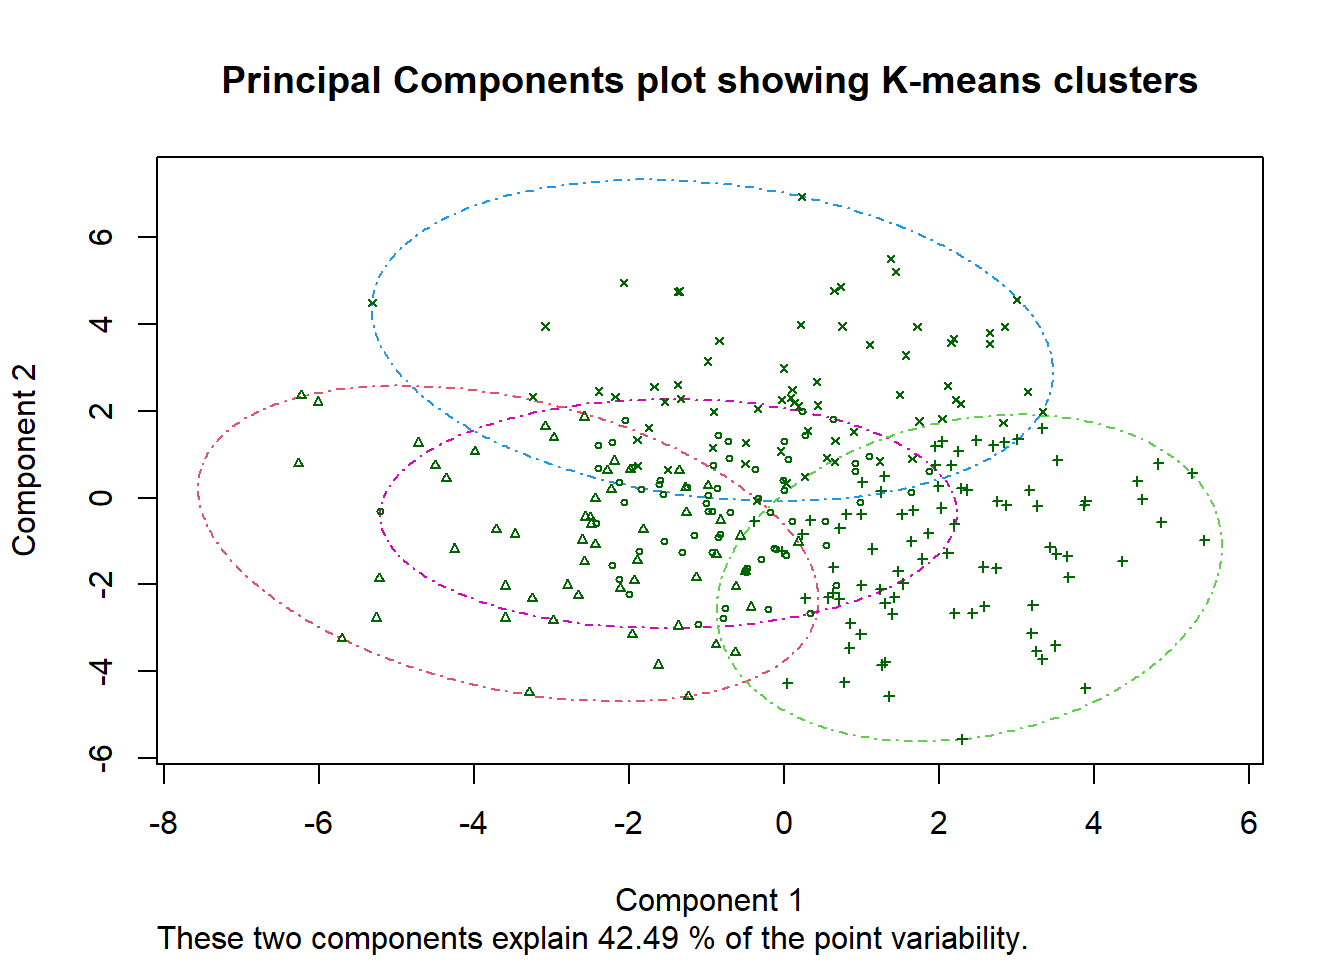 Principal Components plot showing K-means clusters
Component 2
6
4
2
0
-2
-4
-6
-8 -6 -4 -2 0 2 4 6
Component 1
These two components explain 42.49 % of the point variability.